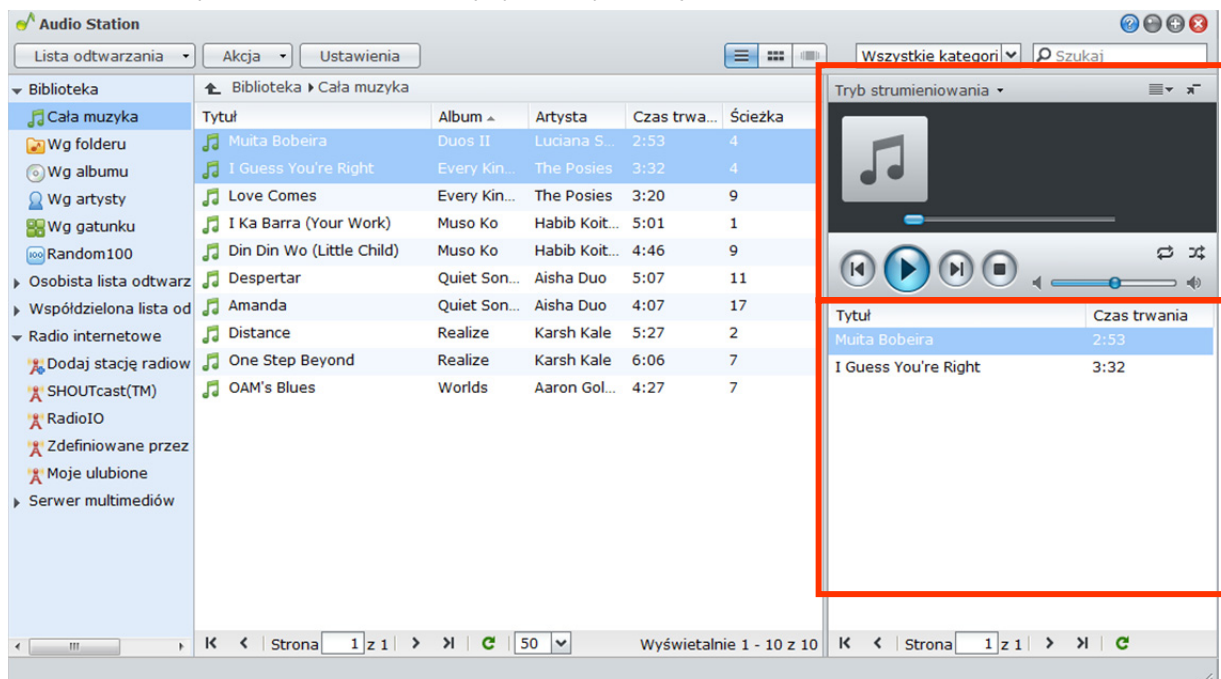 Audio Station
Lista odtwarzania Akcja Ustawienia Wszystkie kategori Szukaj
Biblioteka
Cała muzyka
Wg folderu
Wg albumu
Wg artysty
Wg gatunku
Random100
Osobista lista odtwarz
Współdzielona lista od
Radio internetowe
Dodaj stację radiow
SHOUTcast(TM)
RadioIO
Zdefiniowane przez
Moje ulubione
Serwer multimediów
Biblioteka Cała muzyka
Tytuł Album Artysta Czas trwa... Ścieżka
Muita Bobeira Duos II Luciana S... 2:53 4
I Guess You're Right Every Kin... The Posies 3:32 4
Love Comes Every Kin... The Posies 3:20 9
I Ka Barra (Your Work) Muso Ko Habib Koit... 5:01 1
Din Din Wo (Little Child) Muso Ko Habib Koit... 4:46 9
Despertar Quiet Son... Aisha Duo 5:07 11
Amanda Quiet Son... Aisha Duo 4:07 17
Distance Realize Karsh Kale 5:27 2
One Step Beyond Realize Karsh Kale 6:06 7
OAM's Blues Worlds Aaron Gol... 4:27 7
Strona 1 z 1 50 Wyświetalnie 1 - 10 z 10
Tryb strumieniowania
Tytuł Czas trwania
Muita Bobeira 2:53
I Guess You're Right 3:32
Strona 1 z 1